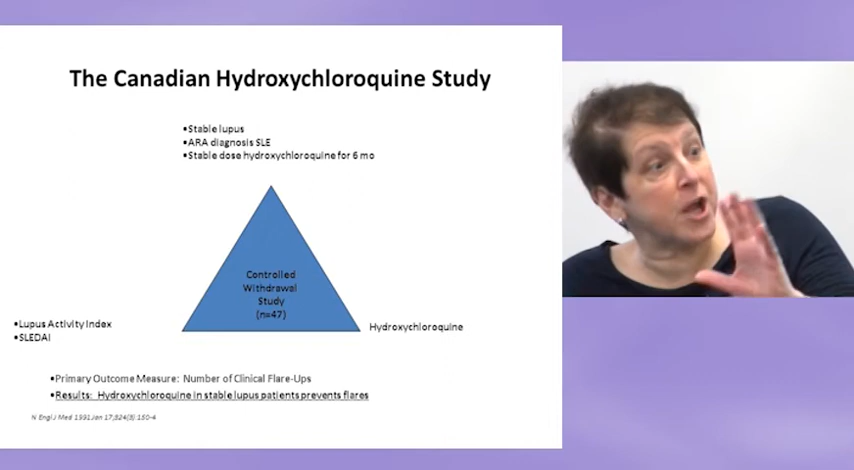 The Canadian Hydroxychloroquine Study
•Stable lupus
•ARA diagnosis SLE
•Stable dose hydroxychloroquine for 6 mo
Controlled
Withdrawal
Study
(n=47)
•Lupus Activity Index
•SLEDAI
Hydroxychloroquine
•Primary Outcome Measure: Number of Clinical Flare-Ups
•Results: Hydroxychloroquine in stable lupus patients prevents flares
N Engl J Med 1991Jan 17;324(3):150-4